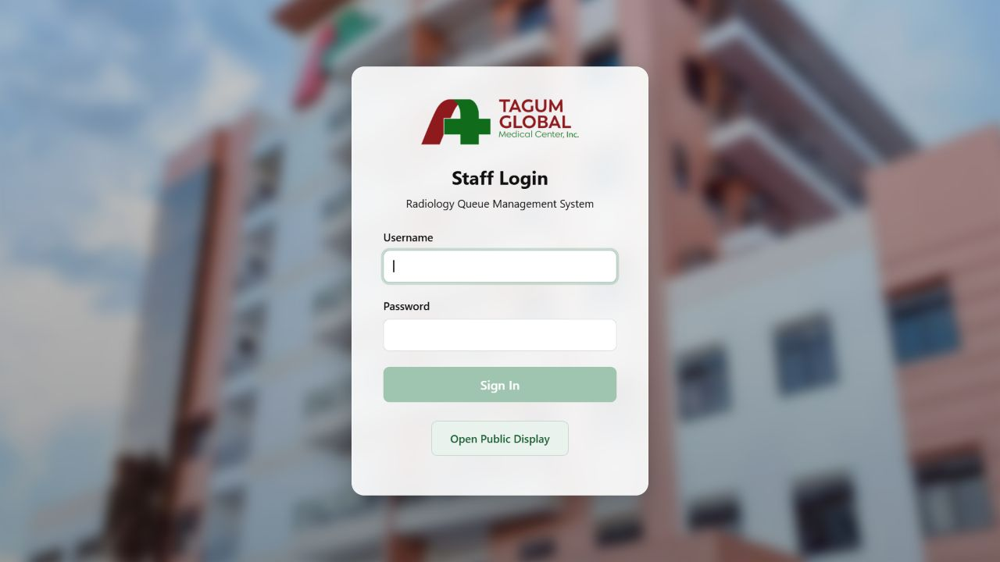 TAGUM
GLOBAL
Medical Center, Inc.
Staff Login
Radiology Queue Management System
Username
Password
Sign In
Open Public Display